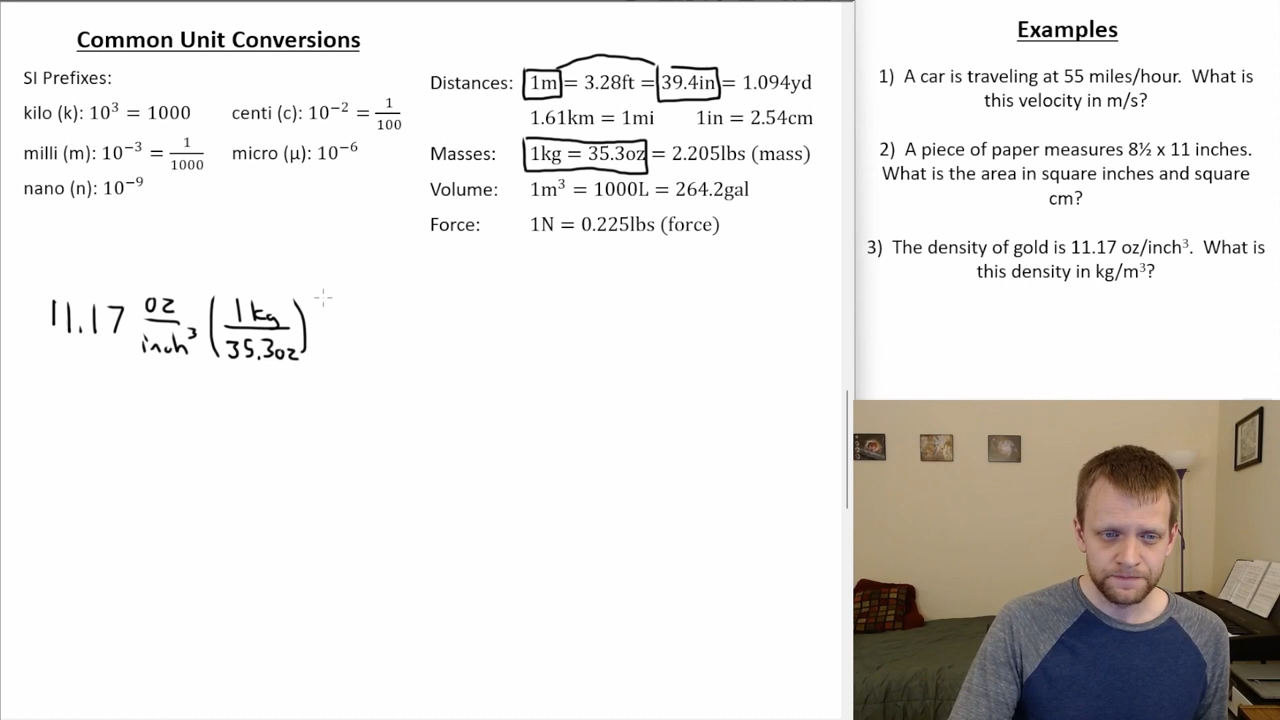 Common Unit Conversions
SI Prefixes:
kilo (k): 10³ = 1000
centi (c): 10⁻² = 1/100
milli (m): 10⁻³ = 1/1000
micro (μ): 10⁻⁶
nano (n): 10⁻⁹
Distances: 1m = 3.28ft = 39.4in = 1.094yd
1.61km = 1mi 1in = 2.54cm
Masses: 1kg = 35.3oz = 2.205lbs (mass)
Volume: 1m³ = 1000L = 264.2gal
Force: 1N = 0.225lbs (force)
11.17 oz/inch³ (1kg/35.3oz)
Examples
1) A car is traveling at 55 miles/hour. What is
this velocity in m/s?
2) A piece of paper measures 8½ x 11 inches.
What is the area in square inches and square
cm?
3) The density of gold is 11.17 oz/inch³. What is
this density in kg/m³?